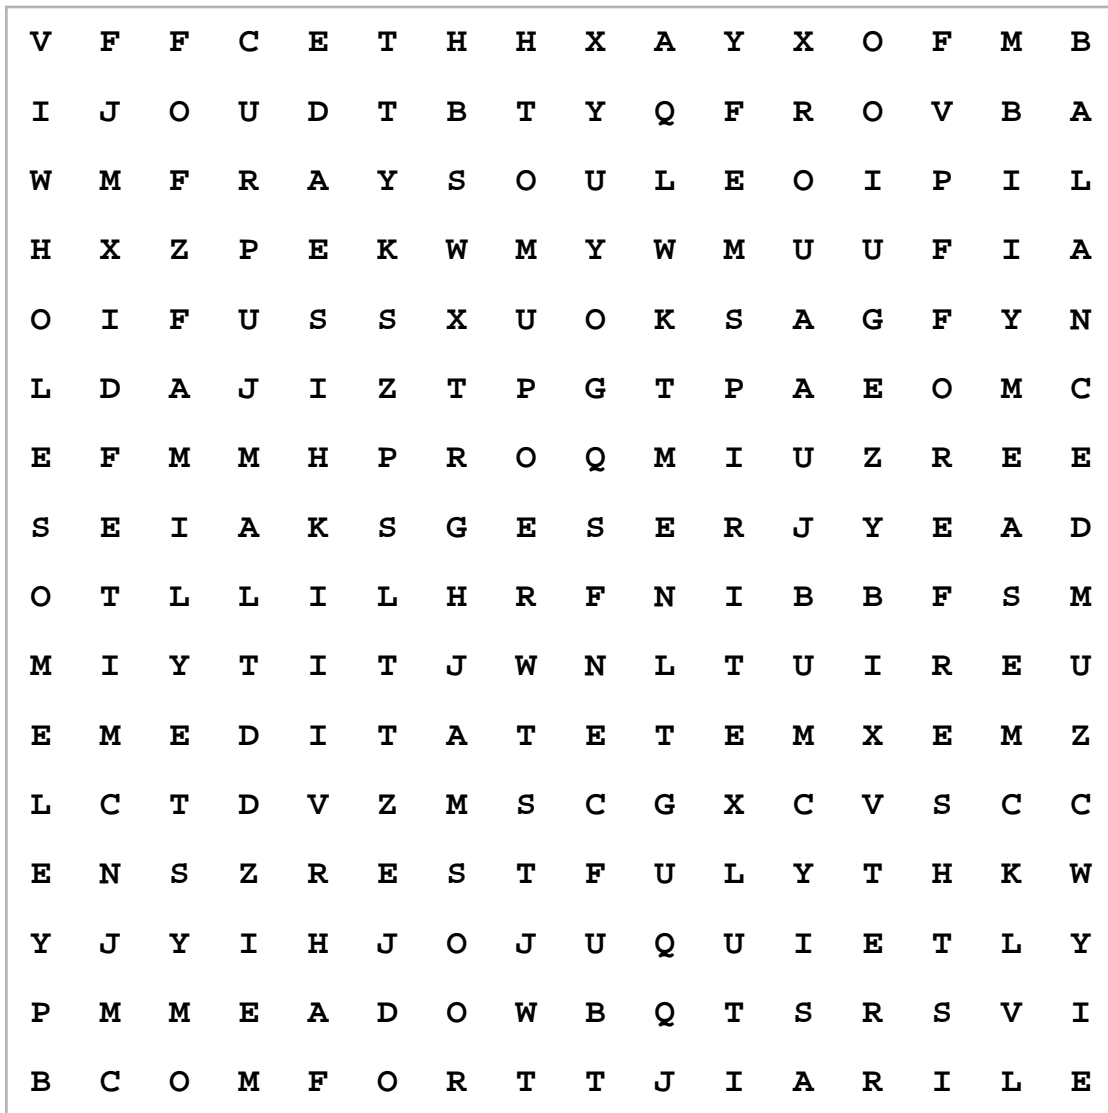 V F F C E T H H X A Y X O F M B
I J O U D T B T Y Q F R O V B A
W M F R A Y S O U L E O I P I L
H X Z P E K W M Y W M U U F I A
O I F U S S X U O K S A G F Y N
L D A J I Z T P G T P A E O M C
E F M M H P R O Q M I U Z R E E
S E I A K S G E S E R J Y E A D
O T L L I L H R F N I B B F S M
M I Y T I T J W N L T U I R E U
E M E D I T A T E T E M X E M Z
L C T D V Z M S C G X C V S C C
E N S Z R E S T F U L Y T H K W
Y J Y I H J O J U Q U I E T L Y
P M M E A D O W B Q T S R S V I
B C O M F O R T T J I A R I L E